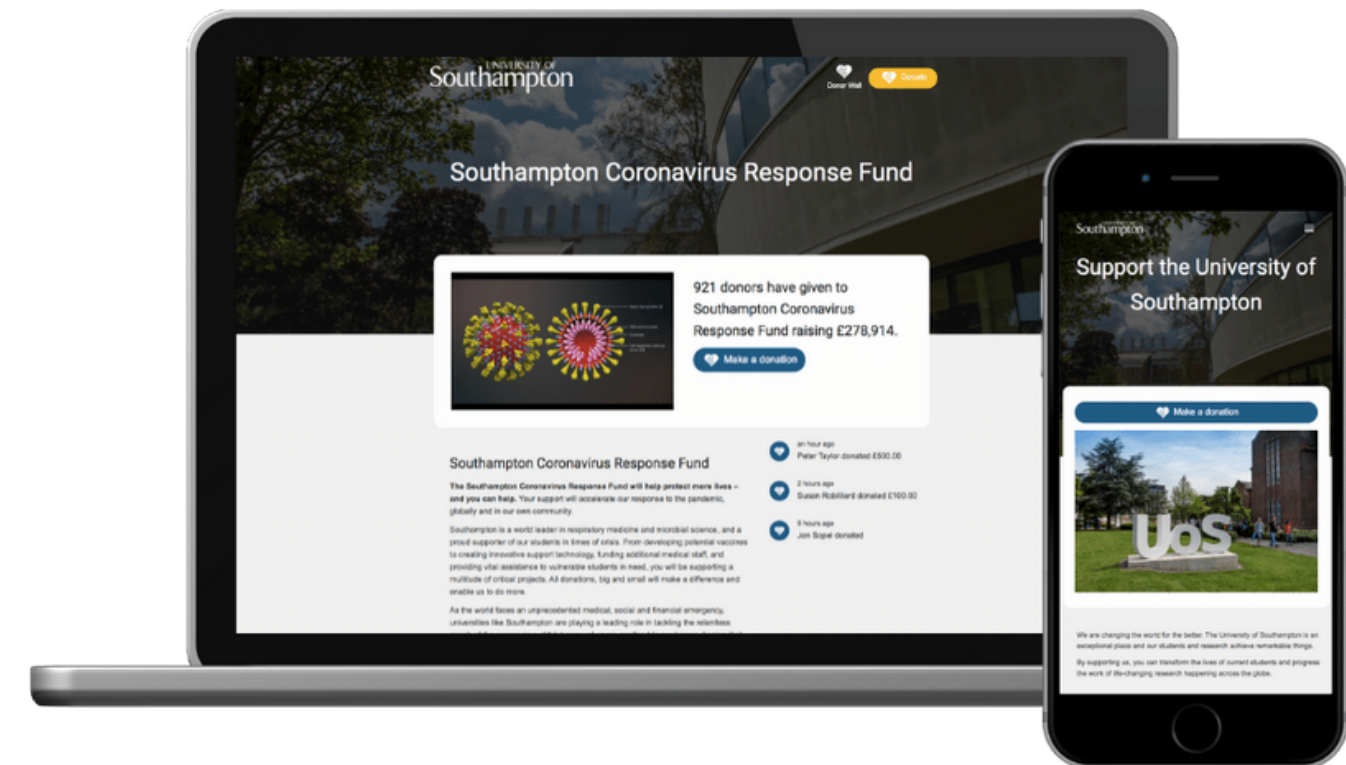 UNIVERSITY OF
Southampton
Donor Wall
Donate
Southampton Coronavirus Response Fund
921 donors have given to
Southampton Coronavirus
Response Fund raising £278,914.
Make a donation
Southampton Coronavirus Response Fund
The Southampton Coronavirus Response Fund will help protect more lives –
and you can help. Your support will accelerate our response to the pandemic,
globally and in our own community.
Southampton is a world leader in respiratory medicine and microbial science, and a
proud supporter of our students in times of crisis. From developing potential vaccines
to creating innovative support technology, funding additional medical staff, and
providing vital assistance to vulnerable students in need, you will be supporting a
multitude of critical projects. All donations, big and small will make a difference and
enable us to do more.
As the world faces an unprecedented medical, social and financial emergency,
universities like Southampton are playing a leading role in tackling the relentless
an hour ago
Peter Taylor donated £500.00
2 hours ago
Susan Robilliard donated £100.00
9 hours ago
Jon Sopel donated
Southampton
Support the University of
Southampton
Make a donation
UoS
We are changing the world for the better. The University of Southampton is an
exceptional place and our students and research achieve remarkable things.
By supporting us, you can transform the lives of current students and progress
the work of life-changing research happening across the globe.